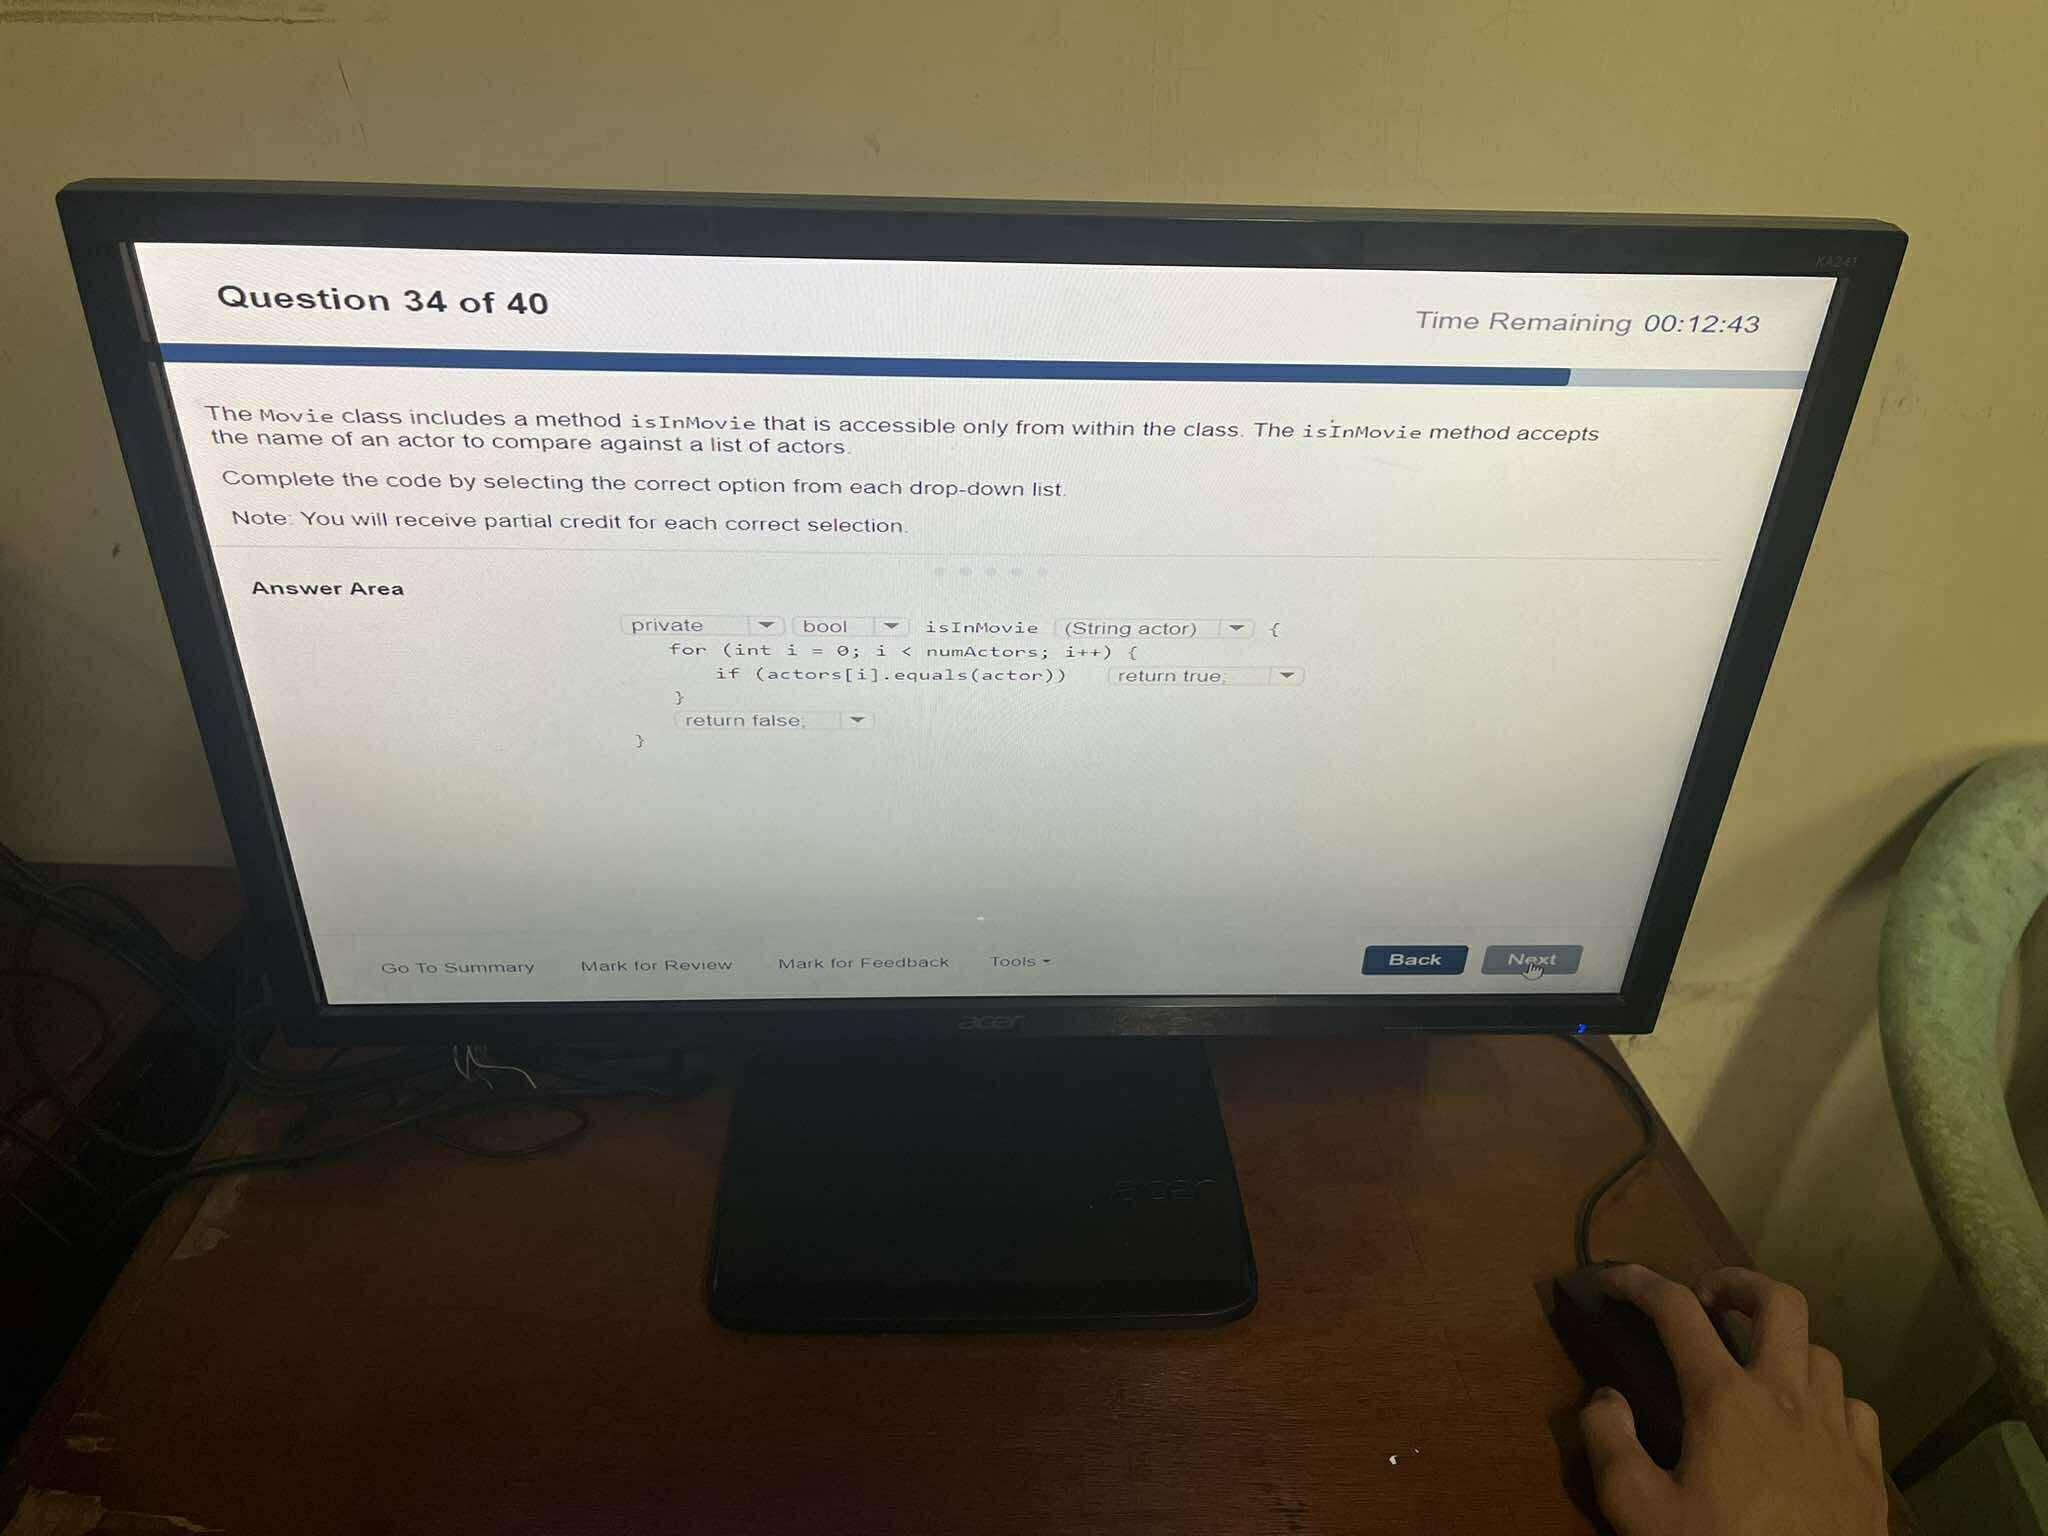 KA241
Question 34 of 40
Time Remaining 00:12:43
The Movie class includes a method isInMovie that is accessible only from within the class. The isInMovie method accepts
the name of an actor to compare against a list of actors.
Complete the code by selecting the correct option from each drop-down list.
Note: You will receive partial credit for each correct selection.
Answer Area
private bool isInMovie (String actor) {
for (int i = 0; i < numActors; i++) {
if (actors[i].equals(actor)) return true;
}
return false;
}
Go To Summary Mark for Review Mark for Feedback Tools Back Next
acer
acer